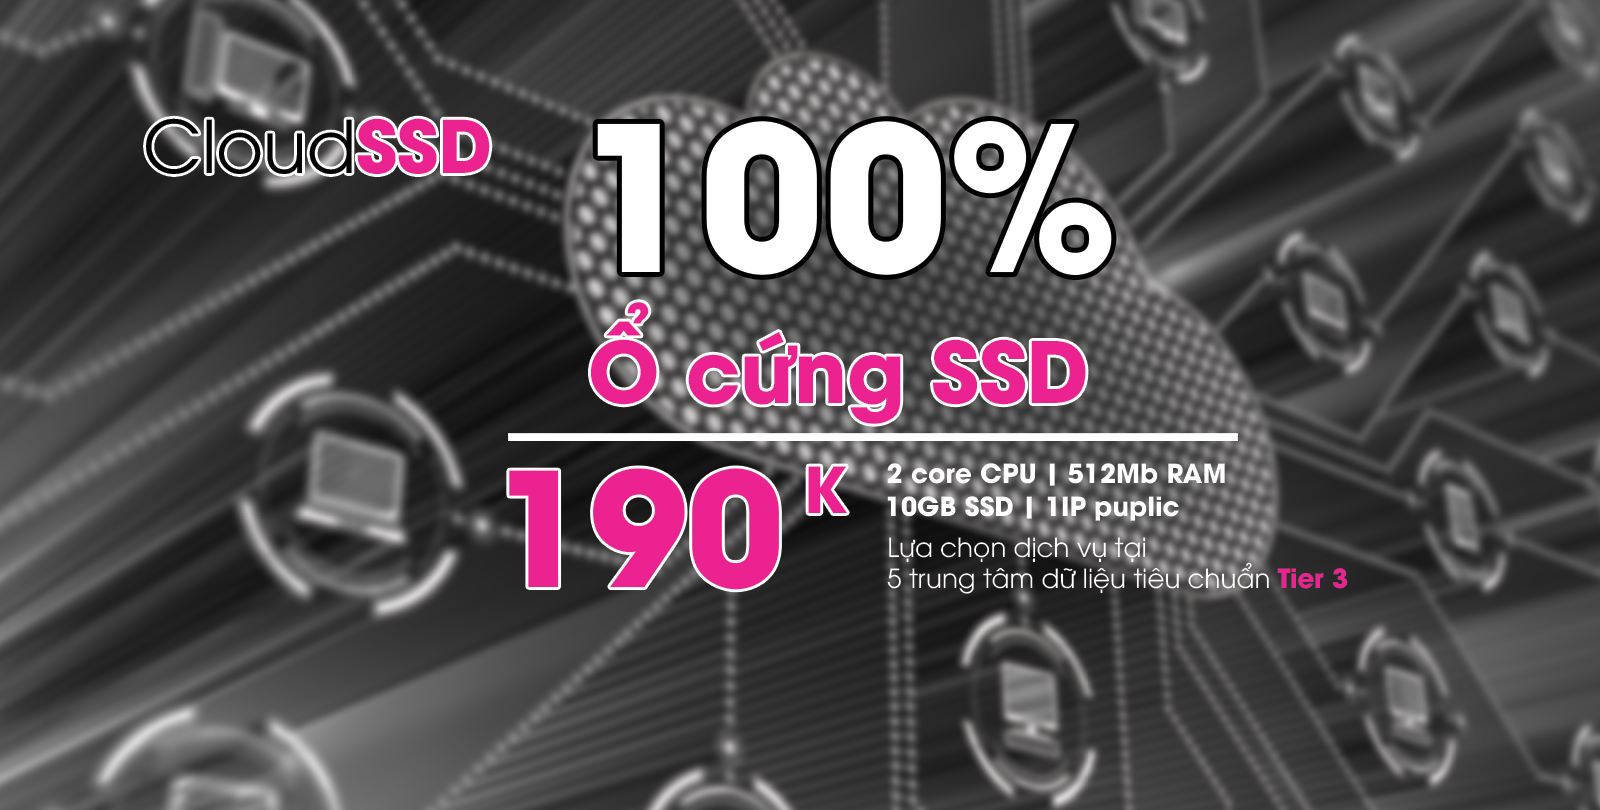 CloudSSD
100%
Ổ cứng SSD
190 K
2 core CPU | 512Mb RAM
10GB SSD | 1IP puplic
Lựa chọn dịch vụ tại
5 trung tâm dữ liệu tiêu chuẩn Tier 3